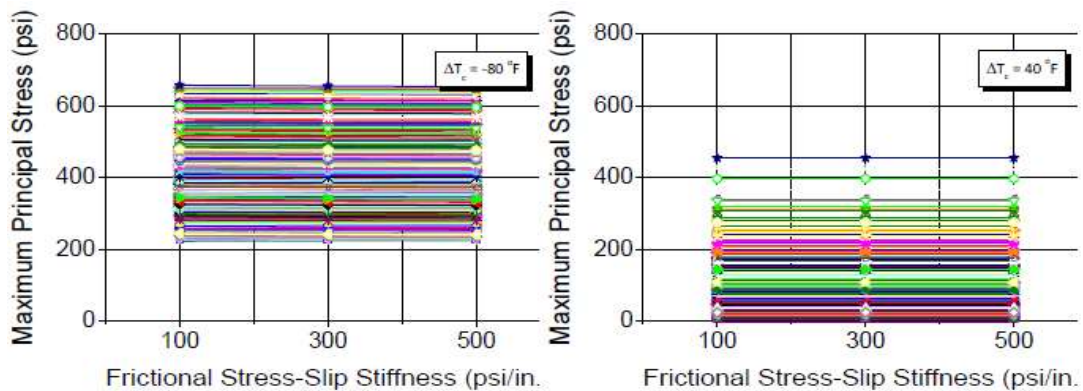 Maximum Principal Stress (psi)
800
600
400
200
0
ΔTc = -80 °F
100
300
500
Frictional Stress-Slip Stiffness (psi/in.
Maximum Principal Stress (psi)
800
600
400
200
0
ΔTc = 40 °F
100
300
500
Frictional Stress-Slip Stiffness (psi/in.